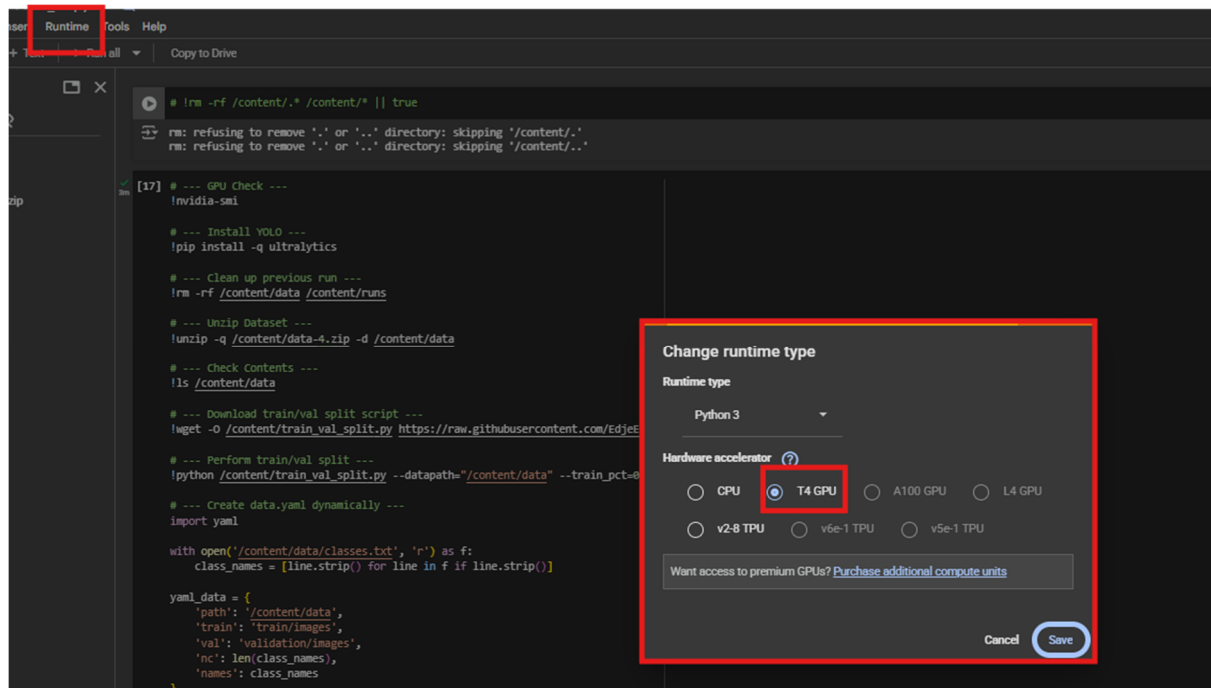 Runtime Tools Help
+ Text Run all Copy to Drive
# !rm -rf /content/.* /content/* || true
rm: refusing to remove '.' or '..' directory: skipping '/content/.'
rm: refusing to remove '.' or '..' directory: skipping '/content/..'
zip
[17] # --- GPU Check ---
!nvidia-smi
# --- Install YOLO ---
!pip install -q ultralytics
# --- Clean up previous run ---
!rm -rf /content/data /content/runs
# --- Unzip Dataset ---
!unzip -q /content/data-4.zip -d /content/data
# --- Check Contents ---
!ls /content/data
# --- Download train/val split script ---
!wget -O /content/train_val_split.py https://raw.githubusercontent.com/EdjeE
# --- Perform train/val split ---
!python /content/train_val_split.py --datapath="/content/data" --train_pct=0
# --- Create data.yaml dynamically ---
import yaml
with open('/content/data/classes.txt', 'r') as f:
class_names = [line.strip() for line in f if line.strip()]
yaml_data = {
'path': '/content/data',
'train': 'train/images',
'val': 'validation/images',
'nc': len(class_names),
'names': class_names
Change runtime type
Runtime type
Python 3
Hardware accelerator ?
CPU T4 GPU A100 GPU L4 GPU
v2-8 TPU v6e-1 TPU v5e-1 TPU
Want access to premium GPUs? Purchase additional compute units
Cancel Save